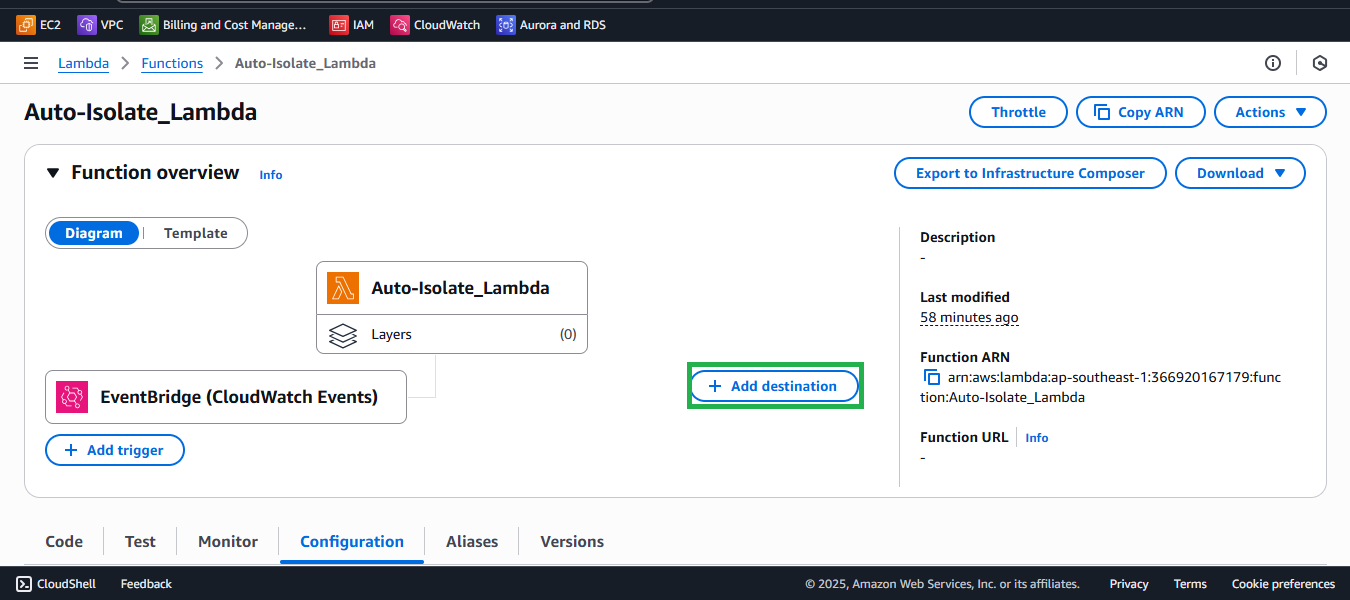 EC2 VPC Billing and Cost Manage... IAM CloudWatch Aurora and RDS
Lambda Functions Auto-Isolate_Lambda
Auto-Isolate_Lambda
Throttle Copy ARN Actions
Function overview Info
Export to Infrastructure Composer Download
Diagram Template
Auto-Isolate_Lambda
Layers (0)
EventBridge (CloudWatch Events)
+ Add trigger
+ Add destination
Description
-
Last modified
58 minutes ago
Function ARN
arn:aws:lambda:ap-southeast-1:366920167179:func
tion:Auto-Isolate_Lambda
Function URL Info
-
Code Test Monitor Configuration Aliases Versions
CloudShell Feedback © 2025, Amazon Web Services, Inc. or its affiliates. Privacy Terms Cookie preferences